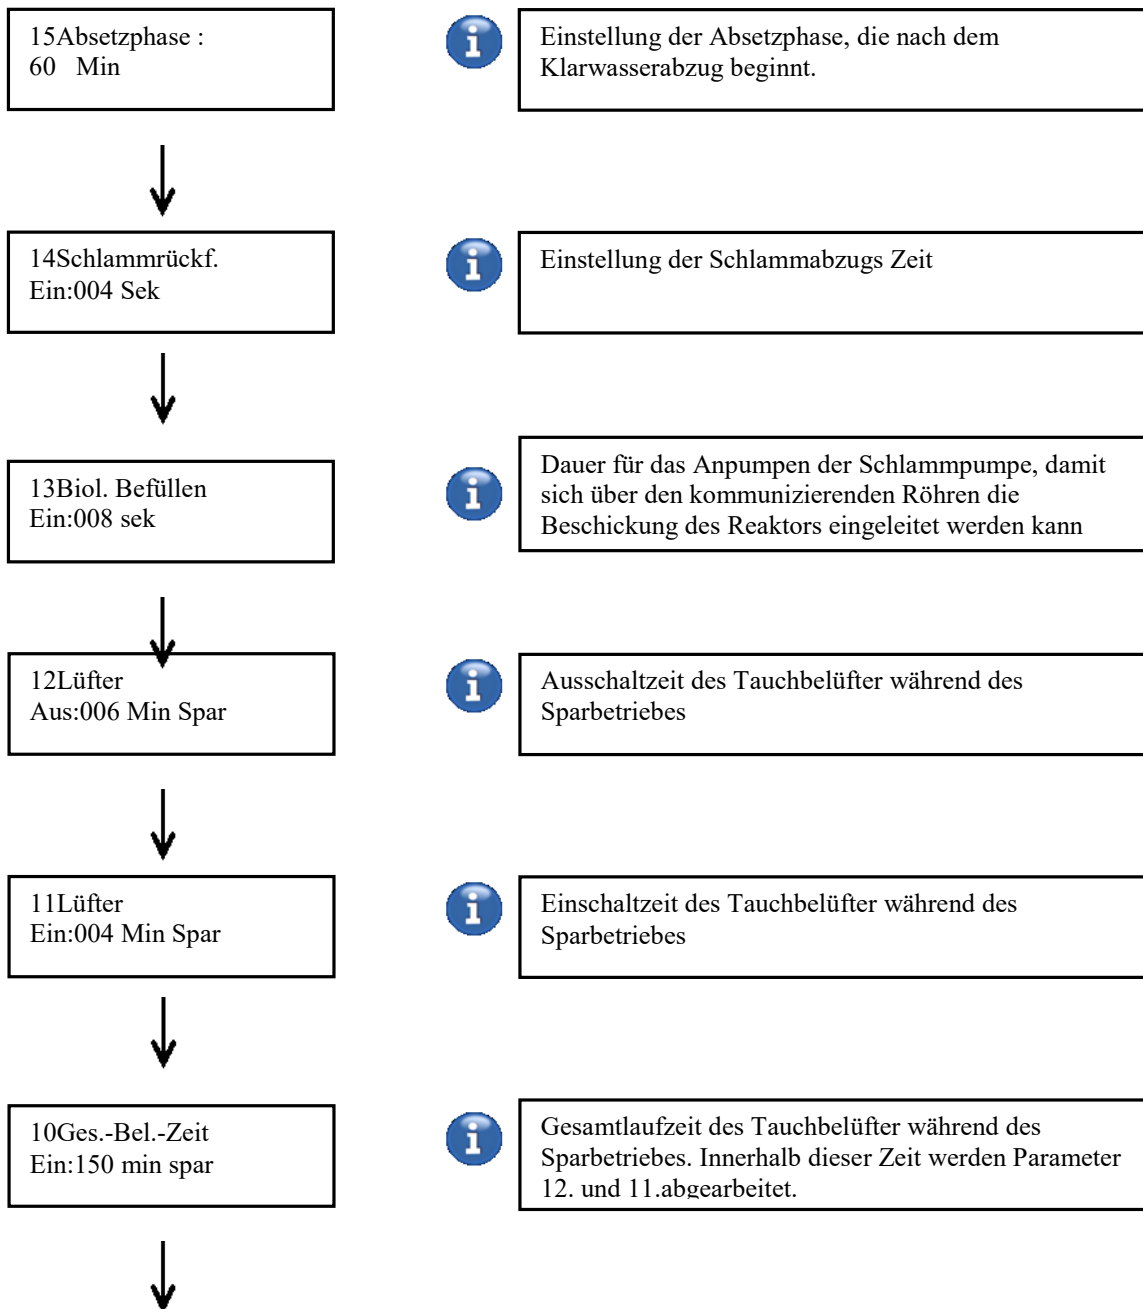 15Absetzphase :
60 Min
Einstellung der Absetzphase, die nach dem
Klarwasserabzug beginnt.
14Schlammrückf.
Ein:004 Sek
Einstellung der Schlammabzugs Zeit
13Biol. Befüllen
Ein:008 sek
Dauer für das Anpumpen der Schlammpumpe, damit
sich über den kommunizierenden Röhren die
Beschickung des Reaktors eingeleitet werden kann
12Lüfter
Aus:006 Min Spar
Ausschaltzeit des Tauchbelüfter während des
Sparbetriebes
11Lüfter
Ein:004 Min Spar
Einschaltzeit des Tauchbelüfter während des
Sparbetriebes
10Ges.-Bel.-Zeit
Ein:150 min spar
Gesamtlaufzeit des Tauchbelüfter während des
Sparbetriebes. Innerhalb dieser Zeit werden Parameter
12. und 11.abgearbeitet.